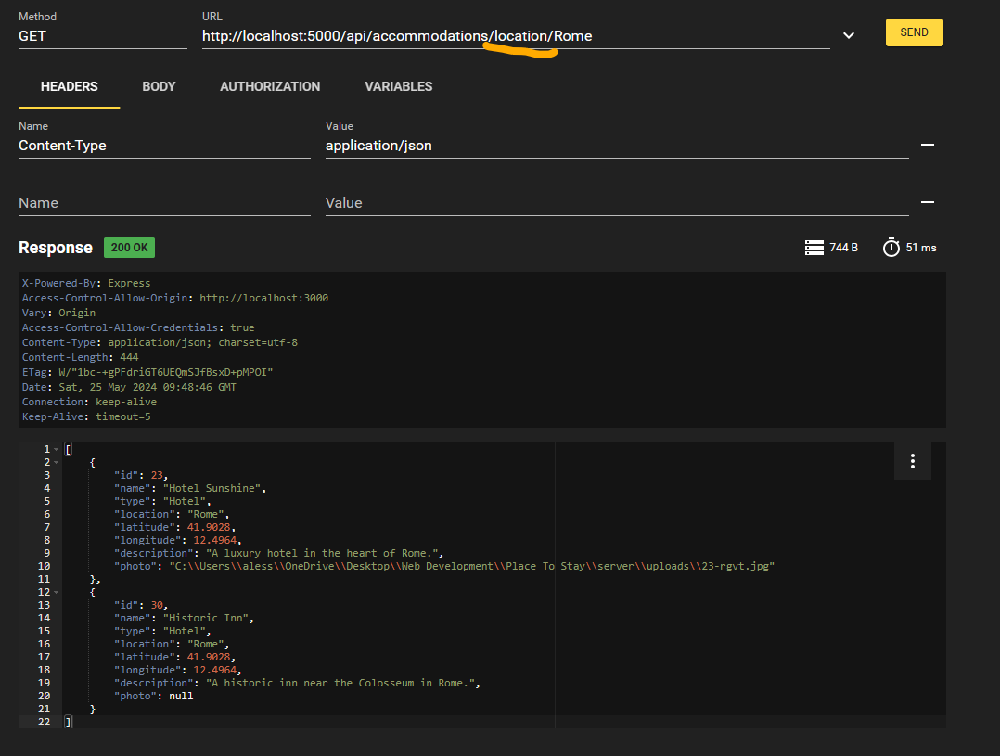 Method URL
GET http://localhost:5000/api/accommodations/location/Rome SEND
HEADERS BODY AUTHORIZATION VARIABLES
Name Value
Content-Type application/json
Name Value
Response 200 OK 744 B 51 ms
X-Powered-By: Express
Access-Control-Allow-Origin: http://localhost:3000
Vary: Origin
Access-Control-Allow-Credentials: true
Content-Type: application/json; charset=utf-8
Content-Length: 444
ETag: W/"1bc-+gPFdriGT6UEQmSJfBsxD+pMPOI"
Date: Sat, 25 May 2024 09:48:46 GMT
Connection: keep-alive
Keep-Alive: timeout=5
1 [
2 {
3 "id": 23,
4 "name": "Hotel Sunshine",
5 "type": "Hotel",
6 "location": "Rome",
7 "latitude": 41.9028,
8 "longitude": 12.4964,
9 "description": "A luxury hotel in the heart of Rome.",
10 "photo": "C:\\Users\\aless\\OneDrive\\Desktop\\Web Development\\Place To Stay\\server\\uploads\\23-rgvt.jpg"
11 },
12 {
13 "id": 30,
14 "name": "Historic Inn",
15 "type": "Hotel",
16 "location": "Rome",
17 "latitude": 41.9028,
18 "longitude": 12.4964,
19 "description": "A historic inn near the Colosseum in Rome.",
20 "photo": null
21 }
22 ]